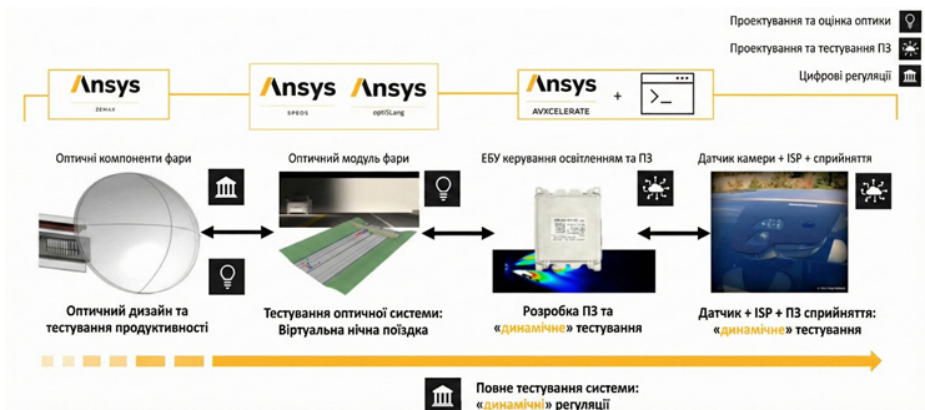 Проектування та оцінка оптики
Проектування та тестування ПЗ
Цифрові регуляції
Ansys
ZEMAX
Ansys Ansys
SPEOS optiSLang
Ansys
AVXCELERATE
+
>_
Оптичні компоненти фари
Оптичний модуль фари
ЕБУ керування освітленням та ПЗ
Датчик камери + ISP + сприйняття
Оптичний дизайн та
тестування продуктивності
Тестування оптичної системи:
Віртуальна нічна поїздка
Розробка ПЗ та
«динамічне» тестування
Датчик + ISP + ПЗ сприйняття:
«динамічне» тестування
Повне тестування системи:
«динамічні» регуляції